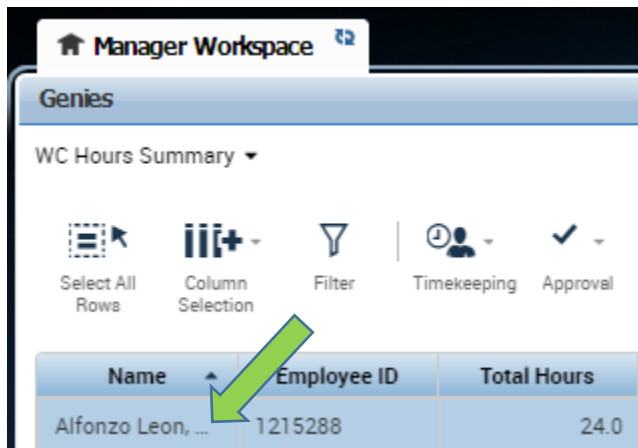 Manager Workspace
Genies
WC Hours Summary
Select All Rows
Column Selection
Filter
Timekeeping
Approval
Name Employee ID Total Hours
Alfonzo Leon, ... 1215288 24.0